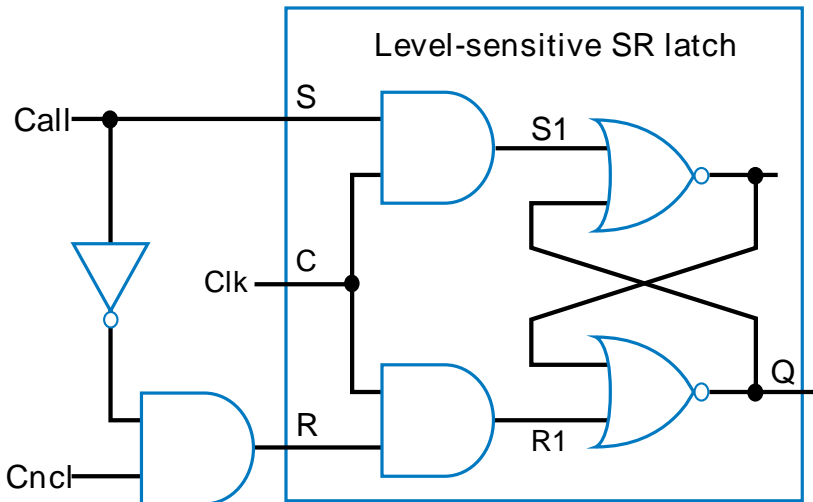 Level-sensitive SR latch
S
Call
S1
C
Clk
Q
R
R1
Cncl